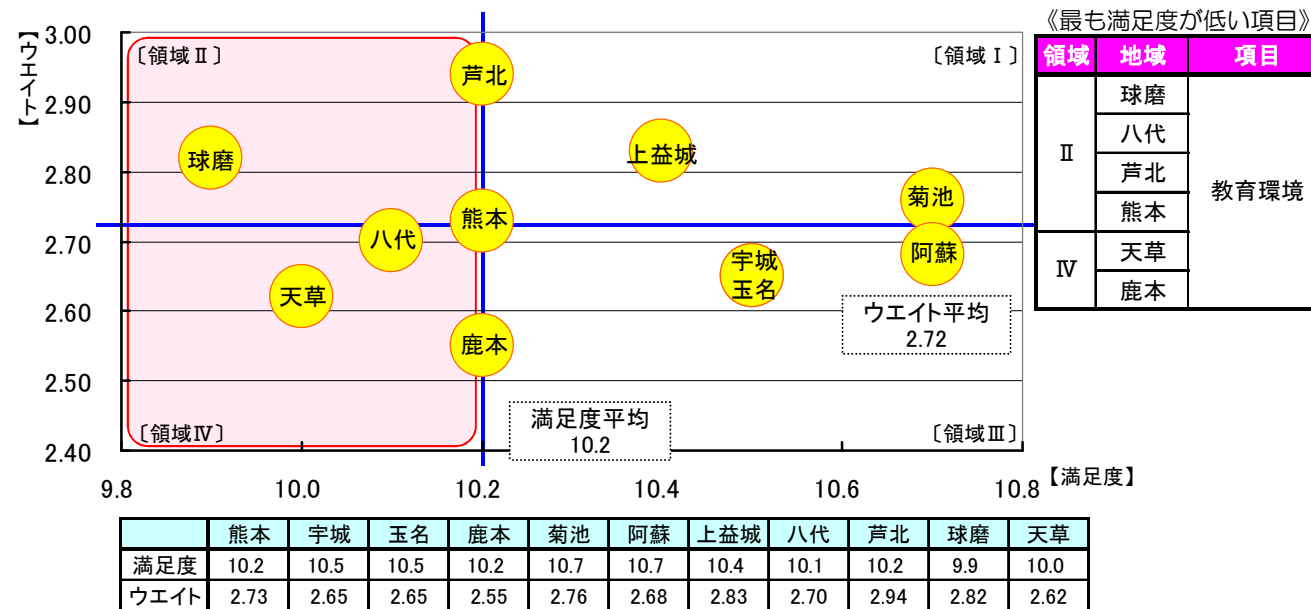 《最も満足度が低い項目》
領域 地域 項目
Ⅱ 球磨 教育環境
八代
芦北
熊本
Ⅳ 天草
鹿本
【ウエイト】
3.00
2.90
2.80
2.70
2.60
2.50
2.40
〔領域Ⅱ〕
〔領域Ⅰ〕
芦北
球磨
上益城
菊池
熊本
八代
阿蘇
宇城
玉名
天草
鹿本
ウエイト平均
2.72
満足度平均
10.2
〔領域Ⅳ〕
〔領域Ⅲ〕
9.8 10.0 10.2 10.4 10.6 10.8
【満足度】
熊本 宇城 玉名 鹿本 菊池 阿蘇 上益城 八代 芦北 球磨 天草
満足度 10.2 10.5 10.5 10.2 10.7 10.7 10.4 10.1 10.2 9.9 10.0
ウエイト 2.73 2.65 2.65 2.55 2.76 2.68 2.83 2.70 2.94 2.82 2.62